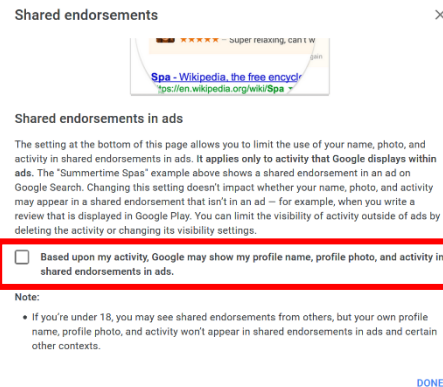 Shared endorsements
Super relaxing, can't w
gain
Spa - Wikipedia, the free encycle
tps://en.wikipedia.org/wiki/Spa
Shared endorsements in ads
The setting at the bottom of this page allows you to limit the use of your name, photo, and
activity in shared endorsements in ads. It applies only to activity that Google displays within
ads. The "Summertime Spas" example above shows a shared endorsement in an ad on
Google Search. Changing this setting doesn't impact whether your name, photo, and activity
may appear in a shared endorsement that isn't in an ad — for example, when you write a
review that is displayed in Google Play. You can limit the visibility of activity outside of ads by
deleting the activity or changing its visibility settings.
Based upon my activity, Google may show my profile name, profile photo, and activity in
shared endorsements in ads.
Note:
• If you're under 18, you may see shared endorsements from others, but your own profile
name, profile photo, and activity won't appear in shared endorsements in ads and certain
other contexts.
DONE